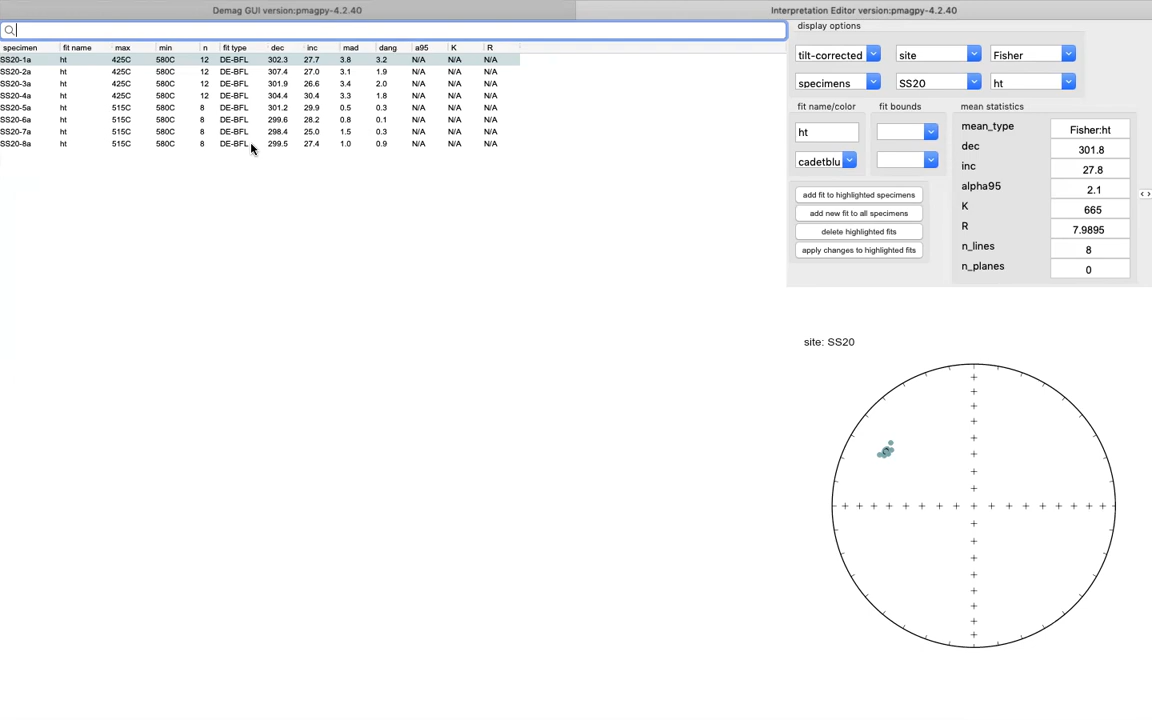 Demag GUI version:pmagpy-4.2.40
Interpretation Editor version:pmagpy-4.2.40
specimen fit name max min n fit type dec inc mad dang a95 K R
SS20-1a ht 425C 580C 12 DE-BFL 302.3 27.7 3.8 3.2 N/A N/A N/A
SS20-2a ht 425C 580C 12 DE-BFL 307.4 27.0 3.1 1.9 N/A N/A N/A
SS20-3a ht 425C 580C 12 DE-BFL 301.9 26.6 3.4 2.0 N/A N/A N/A
SS20-4a ht 425C 580C 12 DE-BFL 304.4 30.4 3.3 1.8 N/A N/A N/A
SS20-5a ht 515C 580C 8 DE-BFL 301.2 29.9 0.5 0.3 N/A N/A N/A
SS20-6a ht 515C 580C 8 DE-BFL 299.6 28.2 0.8 0.1 N/A N/A N/A
SS20-7a ht 515C 580C 8 DE-BFL 298.4 25.0 1.5 0.3 N/A N/A N/A
SS20-8a ht 515C 580C 8 DE-BFL 299.5 27.4 1.0 0.9 N/A N/A N/A
display options
tilt-corrected site Fisher
specimens SS20 ht
fit name/color fit bounds mean statistics
ht
cadetblu
add fit to highlighted specimens
add new fit to all specimens
delete highlighted fits
apply changes to highlighted fits
mean_type Fisher:ht
dec 301.8
inc 27.8
alpha95 2.1
K 665
R 7.9895
n_lines 8
n_planes 0
site: SS20